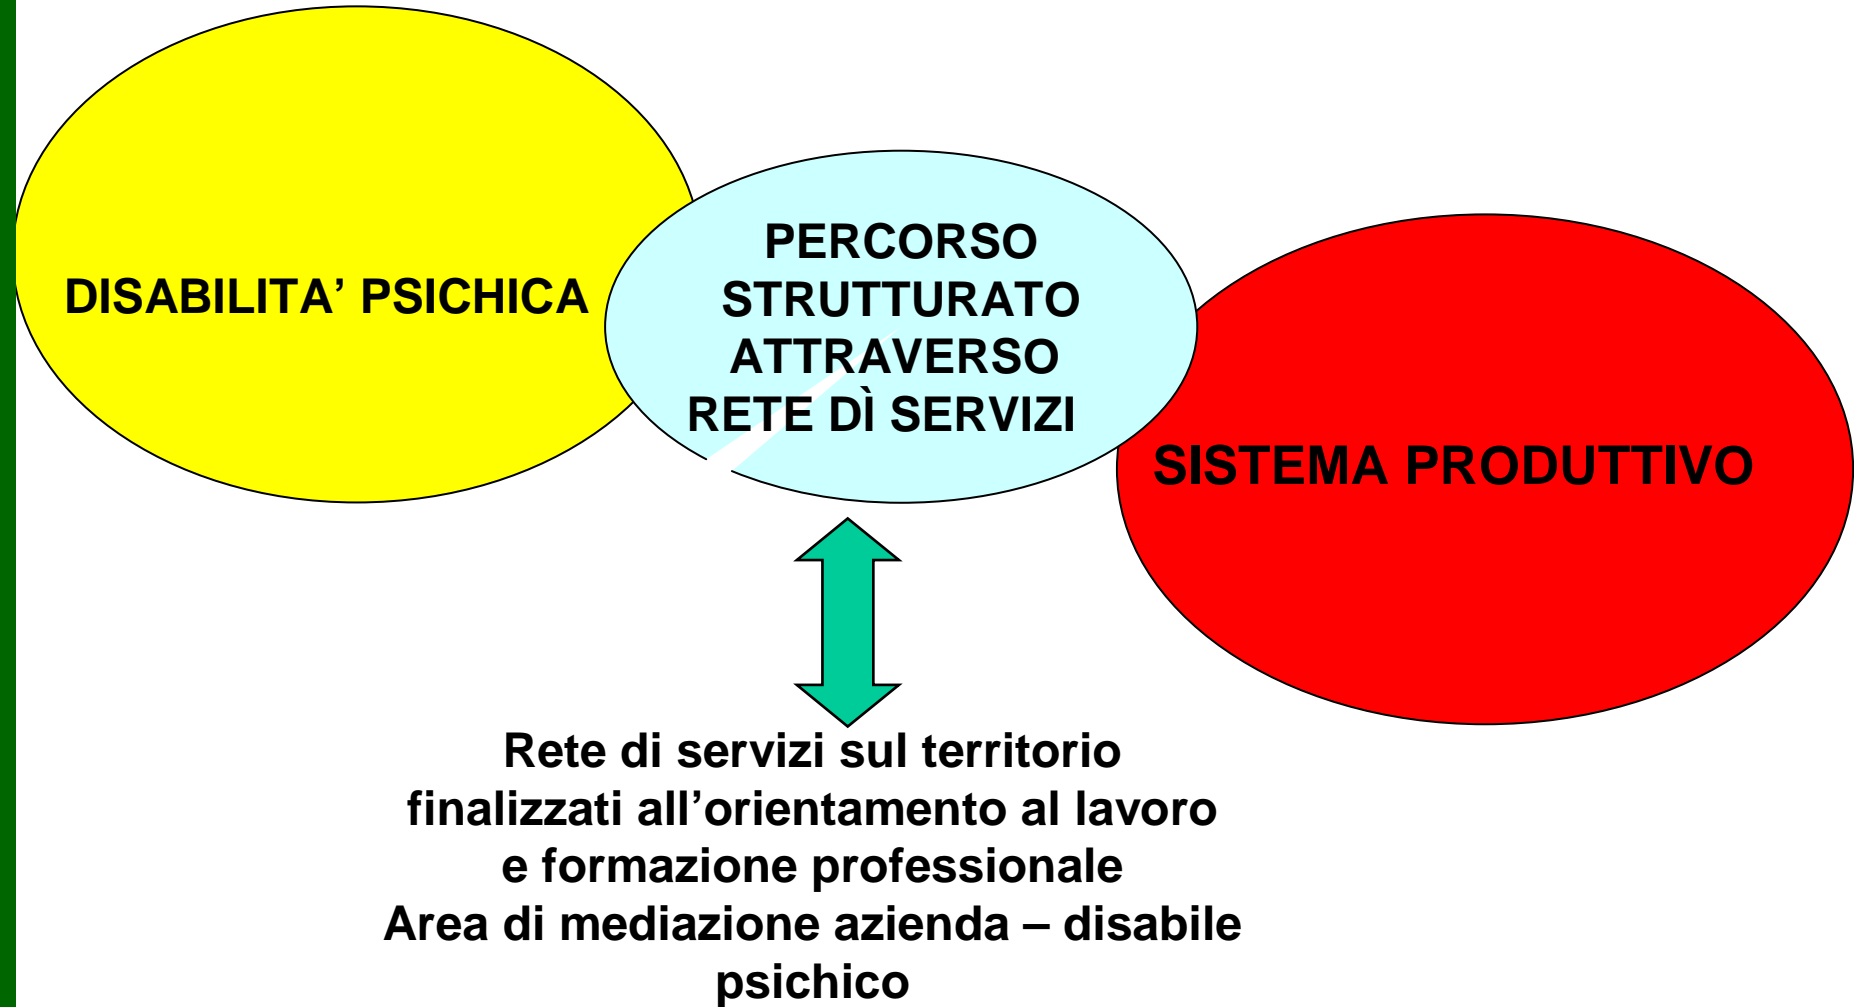 DISABILITA’ PSICHICA
PERCORSO
STRUTTURATO
ATTRAVERSO
RETE DÌ SERVIZI
SISTEMA PRODUTTIVO
Rete di servizi sul territorio
finalizzati all’orientamento al lavoro
e formazione professionale
Area di mediazione azienda – disabile
psichico